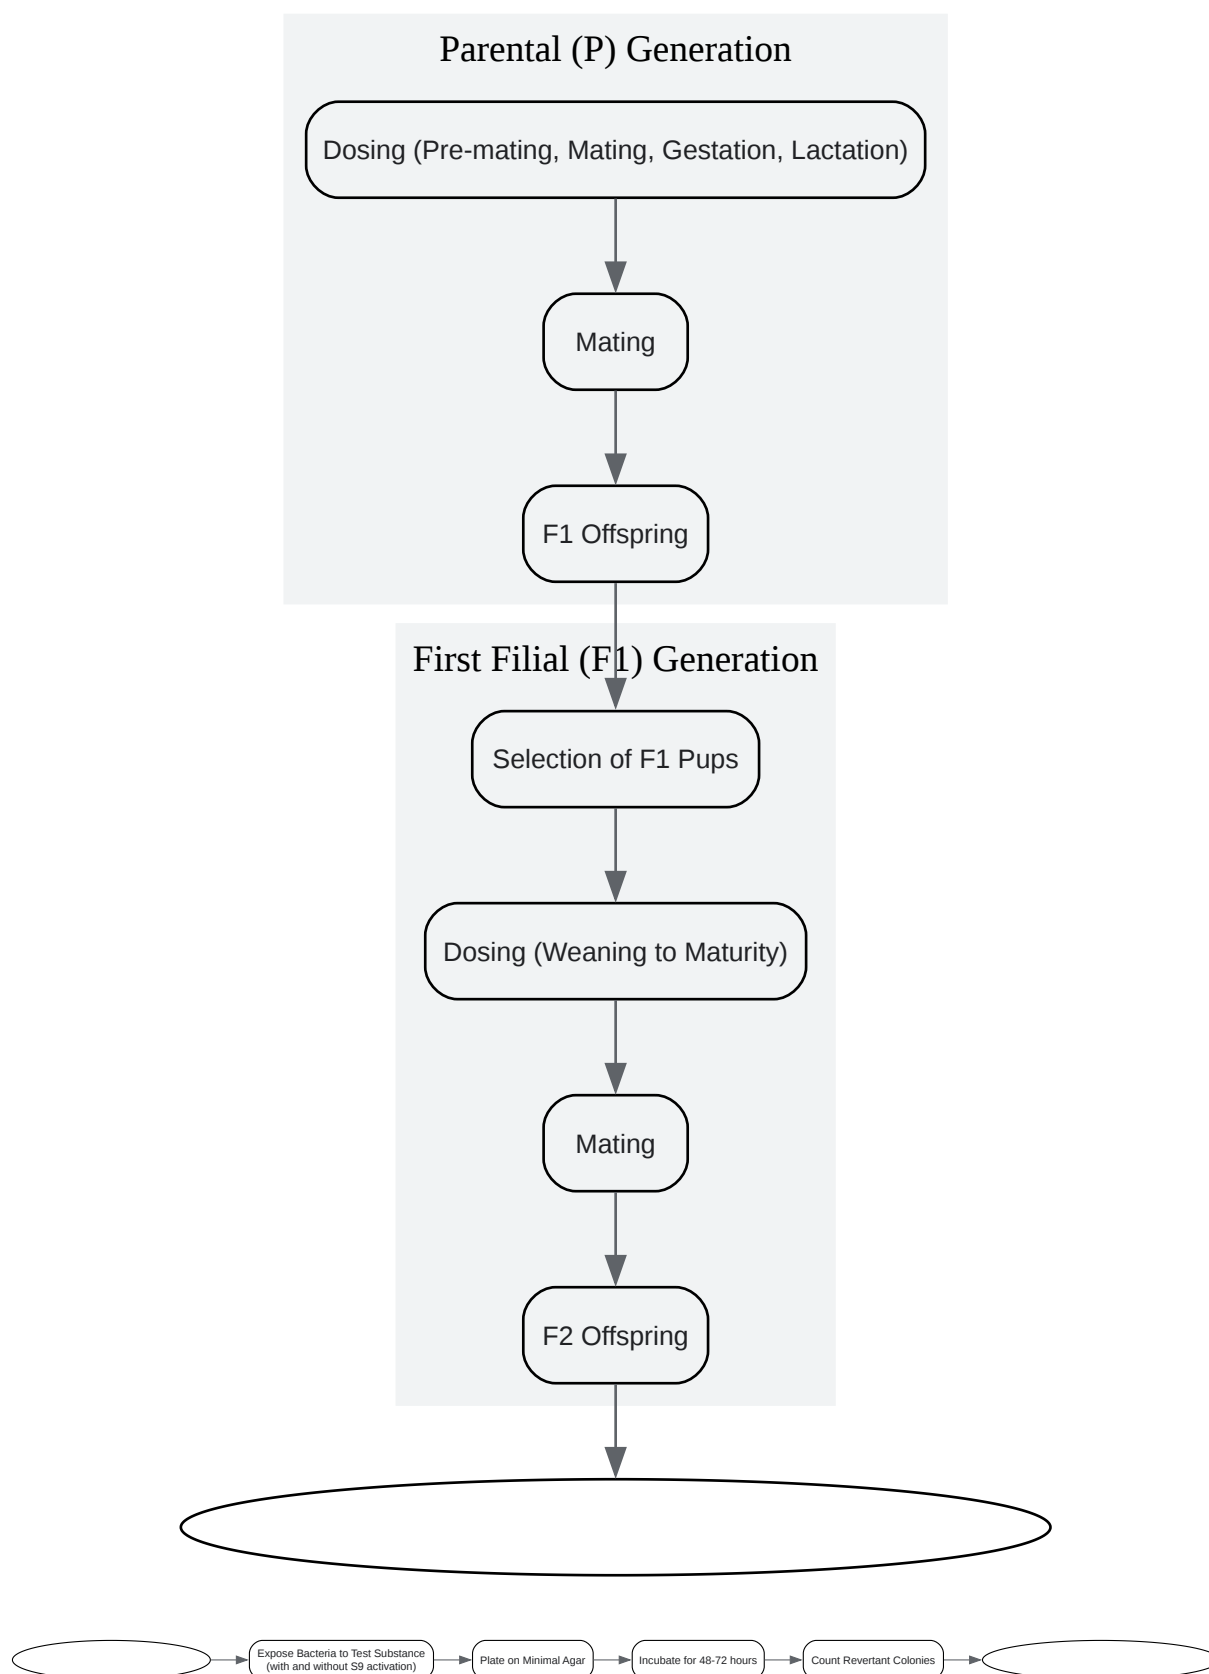 Parental (P) Generation
Dosing (Pre-mating, Mating, Gestation, Lactation)
Mating
F1 Offspring
First Filial (F1) Generation
Selection of F1 Pups
Dosing (Weaning to Maturity)
Mating
F2 Offspring
Expose Bacteria to Test Substance
(with and without S9 activation)
Plate on Minimal Agar
Incubate for 48-72 hours
Count Revertant Colonies